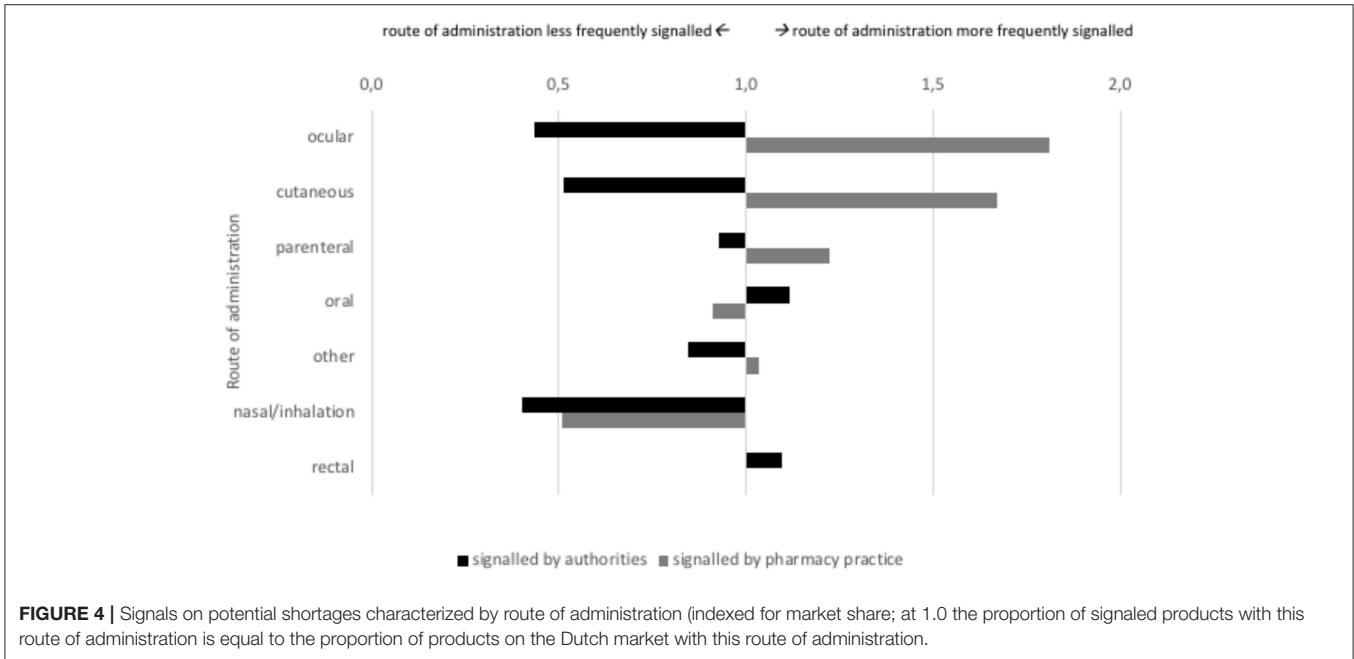 route of administration less frequently signalled ← → route of administration more frequently signalled
0,0 0,5 1,0 1,5 2,0
Route of administration
ocular
cutaneous
parenteral
oral
other
nasal/inhalation
rectal
signalled by authorities signalled by pharmacy practice
FIGURE 4 | Signals on potential shortages characterized by route of administration (indexed for market share; at 1.0 the proportion of signaled products with this
route of administration is equal to the proportion of products on the Dutch market with this route of administration.